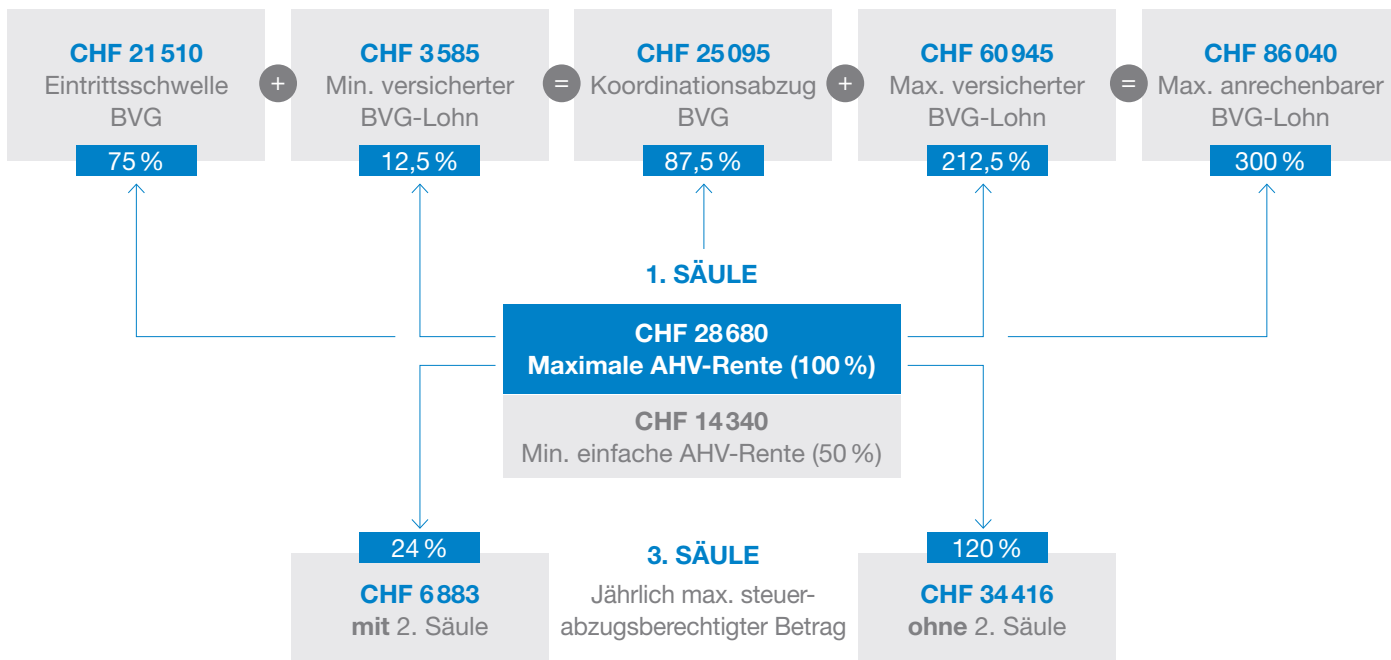 CHF 21 510
Eintrittsschwelle
BVG
75 %
+
CHF 3 585
Min. versicherter
BVG-Lohn
12,5 %
=
CHF 25 095
Koordinationsabzug
BVG
87,5 %
+
CHF 60 945
Max. versicherter
BVG-Lohn
212,5 %
=
CHF 86 040
Max. anrechenbarer
BVG-Lohn
300 %
1. SÄULE
CHF 28 680
Maximale AHV-Rente (100 %)
CHF 14 340
Min. einfache AHV-Rente (50 %)
24 %
CHF 6 883
mit 2. Säule
3. SÄULE
Jährlich max. steuer-
abzugsberechtigter Betrag
120 %
CHF 34 416
ohne 2. Säule